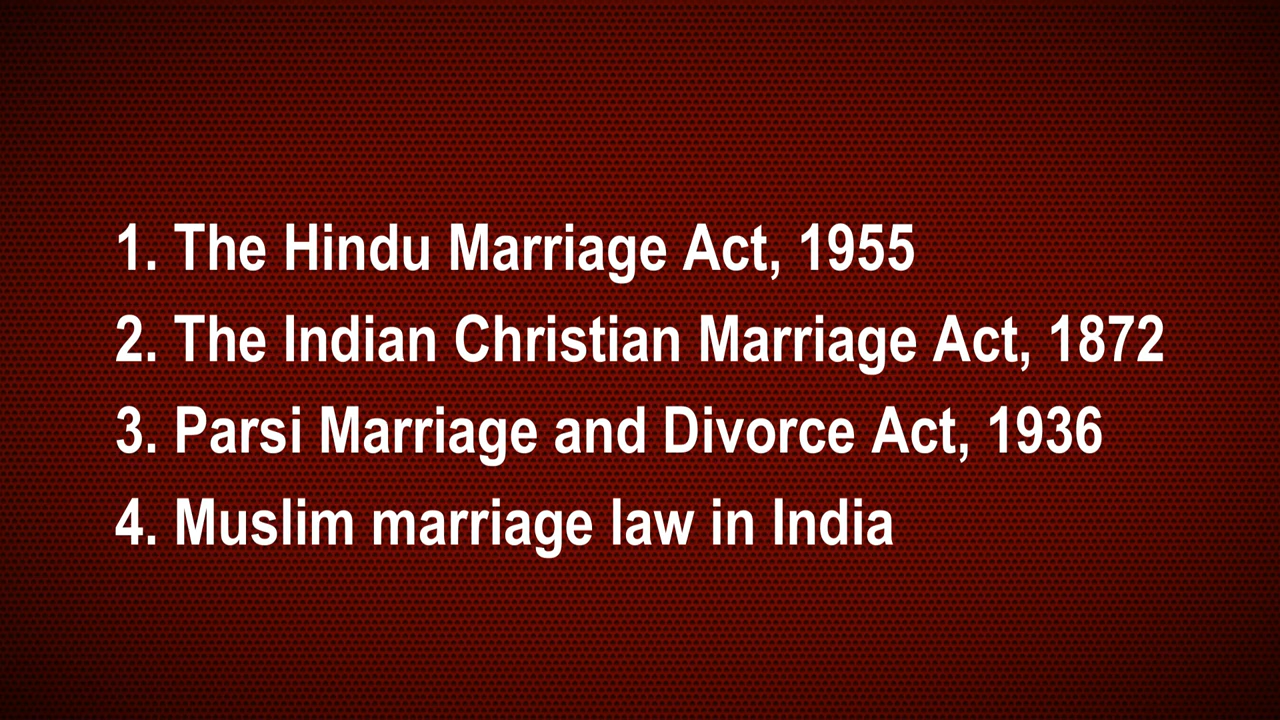 1. The Hindu Marriage Act, 1955
2. The Indian Christian Marriage Act, 1872
3. Parsi Marriage and Divorce Act, 1936
4. Muslim marriage law in India